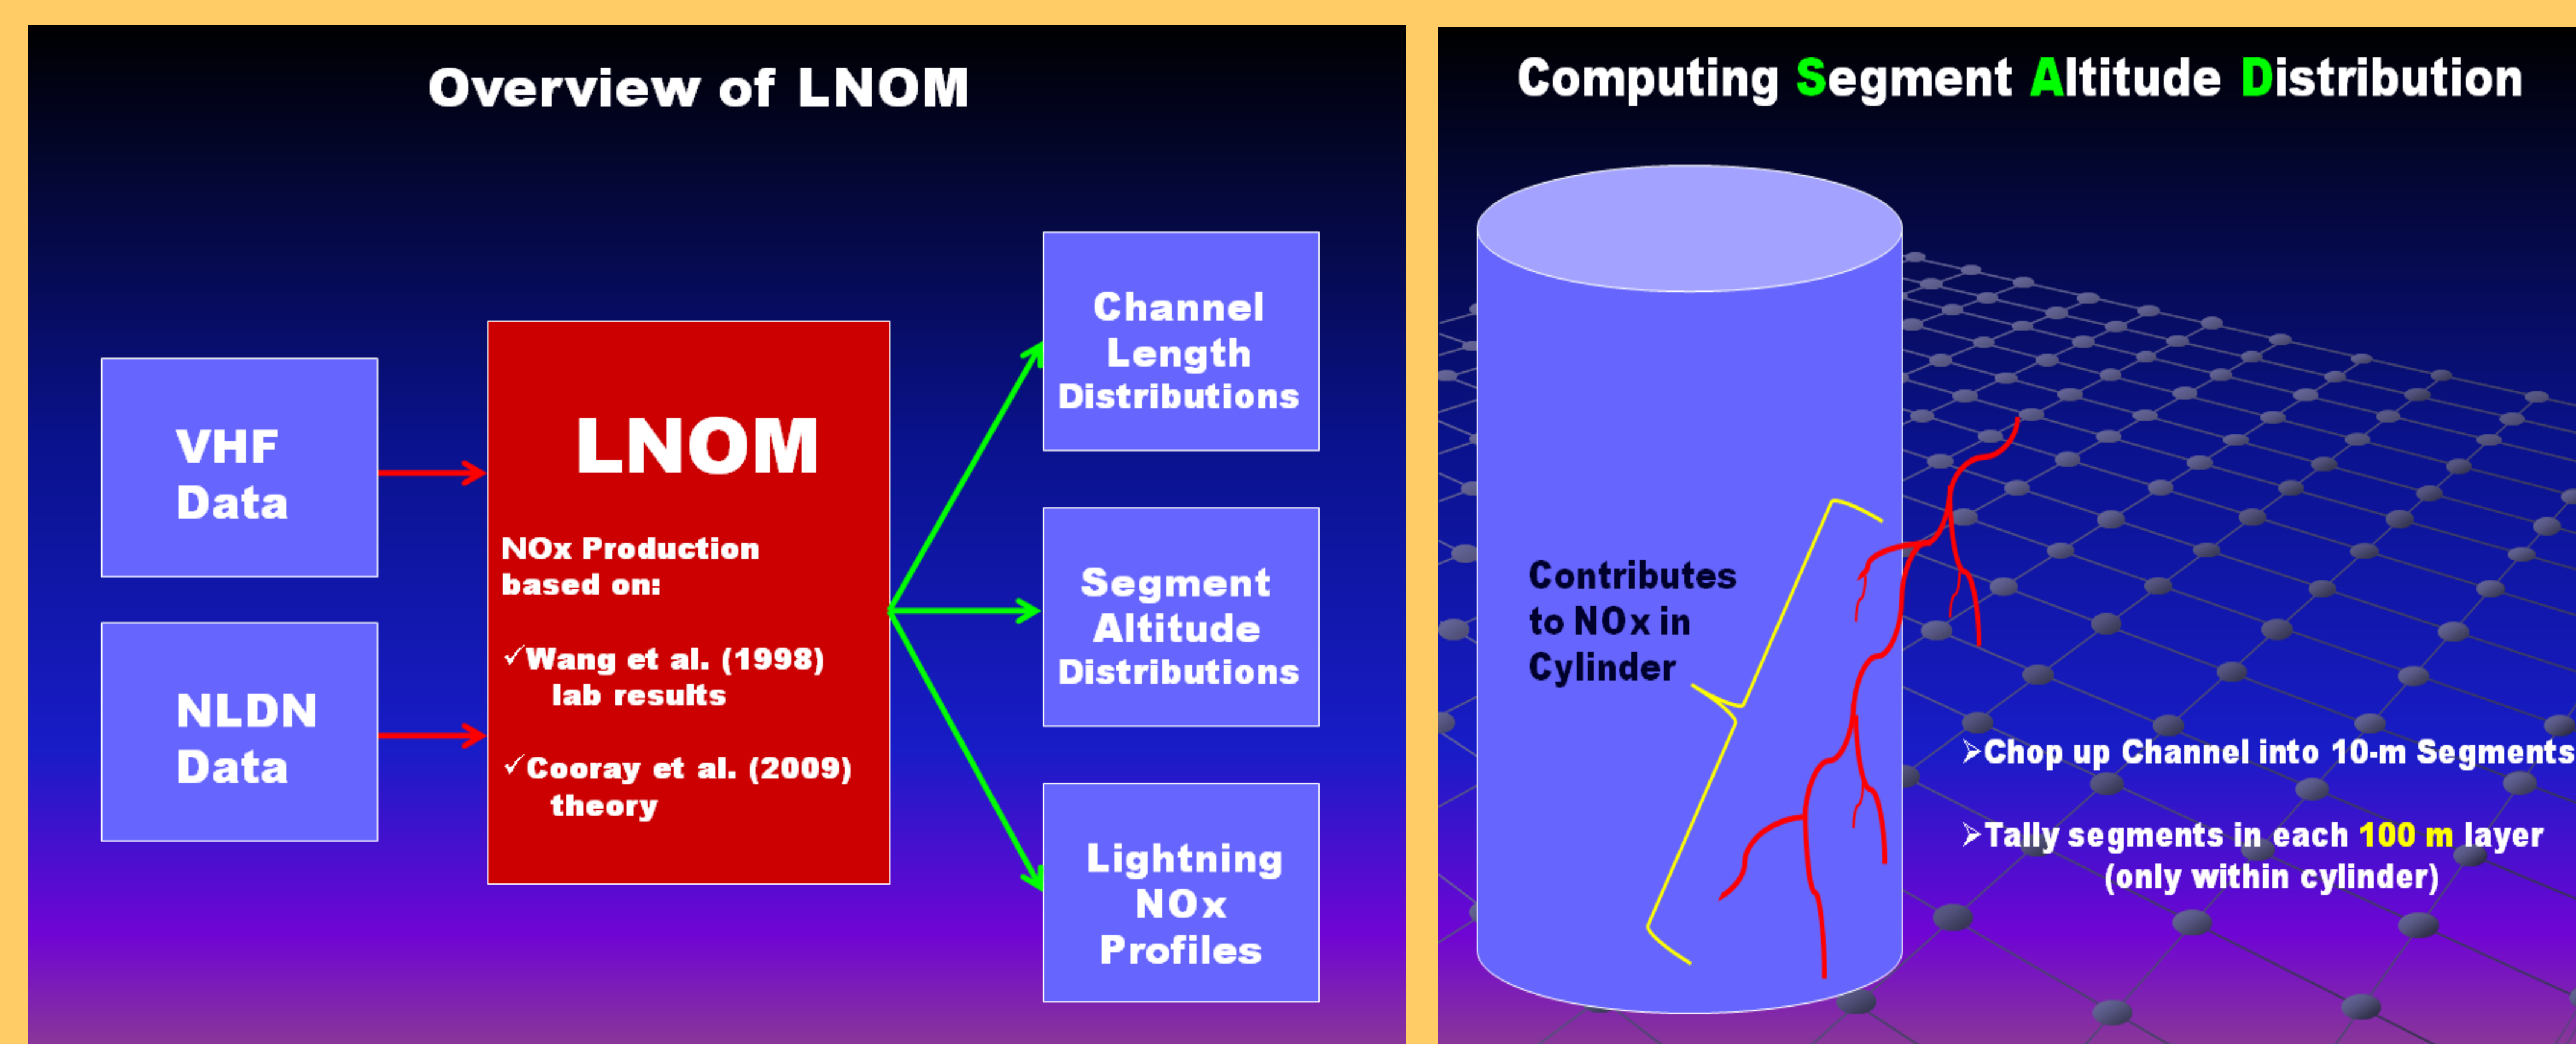 Overview of LNOM
VHF
Data
NLDN
Data
LNOM
NOx Production
based on:
✓Wang et al. (1998)
lab results
✓Cooray et al. (2009)
theory
Channel
Length
Distributions
Segment
Altitude
Distributions
Lightning
NOx
Profiles
Computing Segment Altitude Distribution
Contributes
to NOx in
Cylinder
➢Chop up Channel into 10-m Segments
➢Tally segments in each 100 m layer
(only within cylinder)